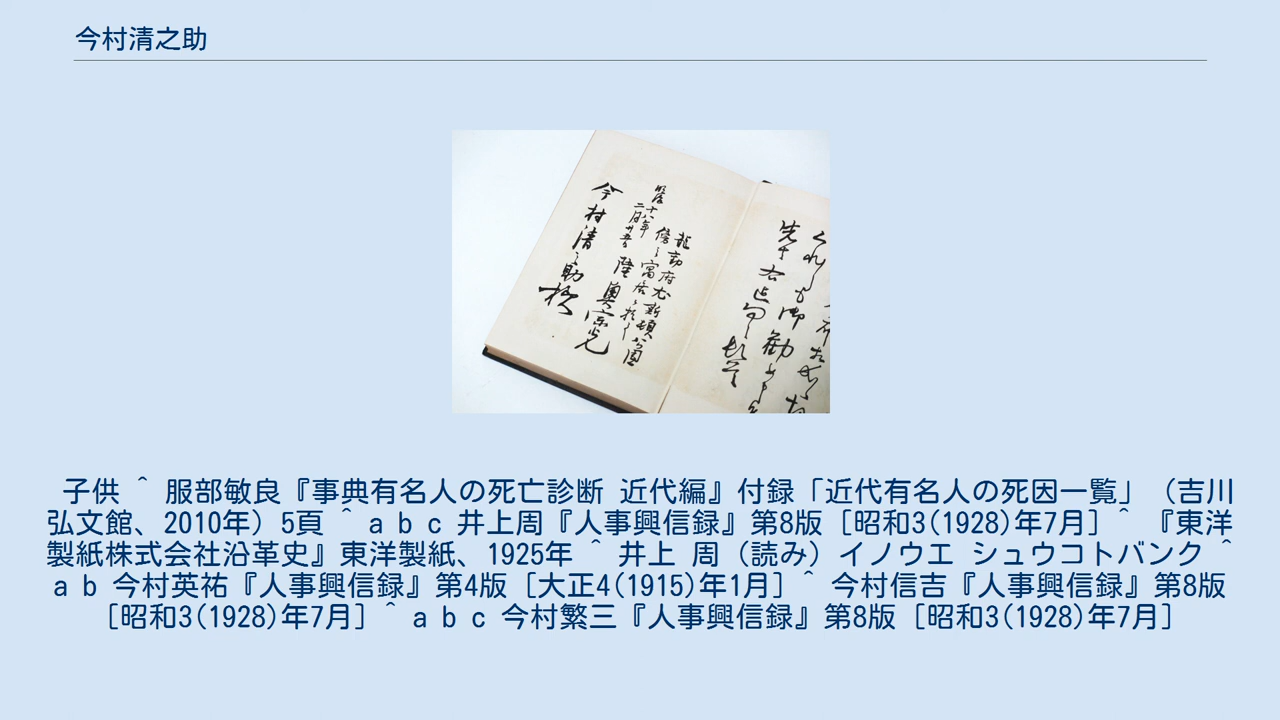 今村清之助
今村清之助於
陸奥宗光
子供 ^ 服部敏良『事典有名人の死亡診断 近代編』付録「近代有名人の死因一覧」（吉川
弘文館、2010年）5頁 ^ a b c 井上周『人事興信録』第8版 [昭和3(1928)年7月] ^ 『東洋
製紙株式会社沿革史』東洋製紙、1925年 ^ 井上 周（読み）イノウエ シュウコトバンク ^
a b 今村英祐『人事興信録』第4版 [大正4(1915)年1月] ^ 今村信吉『人事興信録』第8版
[昭和3(1928)年7月] ^ a b c 今村繁三『人事興信録』第8版 [昭和3(1928)年7月]